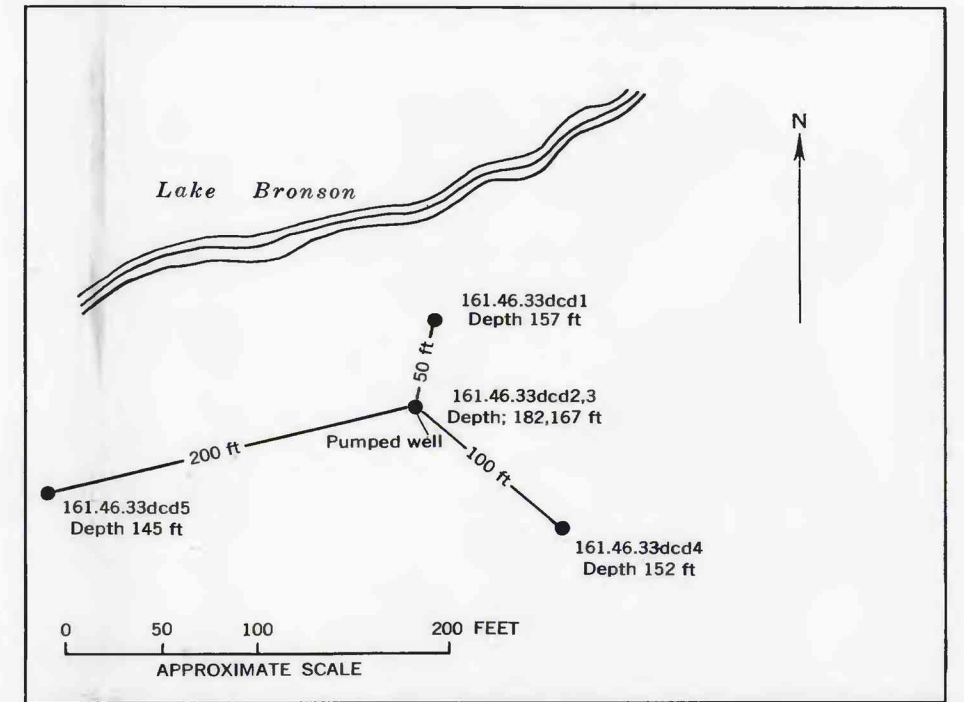 N
Lake Bronson
161.46.33dcd1
Depth 157 ft
50 ft
161.46.33dcd2,3
Depth; 182,167 ft
Pumped well
200 ft
100 ft
161.46.33dcd5
Depth 145 ft
161.46.33dcd4
Depth 152 ft
0 50 100 200 FEET
APPROXIMATE SCALE